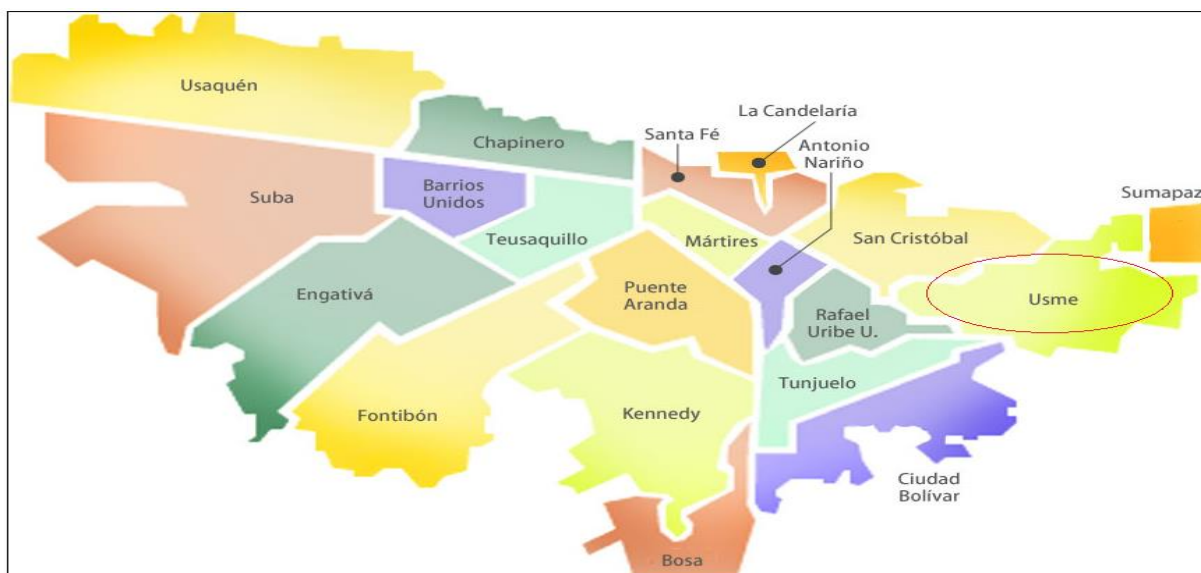 Usaquén
La Candelaría
Santa Fé
Antonio
Nariño
Chapinero
Sumapaz
Suba
Barrios
Unidos
Teusaquillo
Mártires
San Cristóbal
Engativá
Puente
Aranda
Usme
Rafael
Uribe U.
Tunjuelo
Fontibón
Kennedy
Ciudad
Bolívar
Bosa